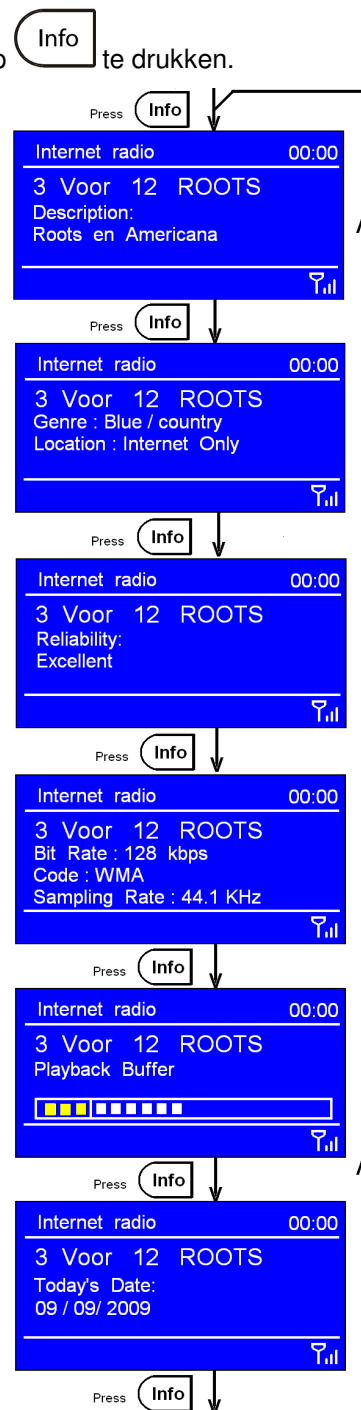 Info te drukken.
Press Info
Internet radio 00:00
3 Voor 12 ROOTS
Description:
Roots en Americana
Press Info
Internet radio 00:00
3 Voor 12 ROOTS
Genre : Blue / country
Location : Internet Only
Press Info
Internet radio 00:00
3 Voor 12 ROOTS
Reliability:
Excellent
Press Info
Internet radio 00:00
3 Voor 12 ROOTS
Bit Rate : 128 kbps
Code : WMA
Sampling Rate : 44.1 KHz
Press Info
Internet radio 00:00
3 Voor 12 ROOTS
Playback Buffer
Press Info
Internet radio 00:00
3 Voor 12 ROOTS
Today's Date:
09 / 09/ 2009
Press Info